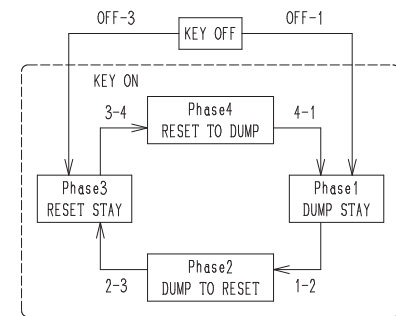 OFF-3
KEY OFF
OFF-1
KEY ON
3-4
Phase4
RESET TO DUMP
4-1
Phase3
RESET STAY
Phase1
DUMP STAY
2-3
Phase2
DUMP TO RESET
1-2